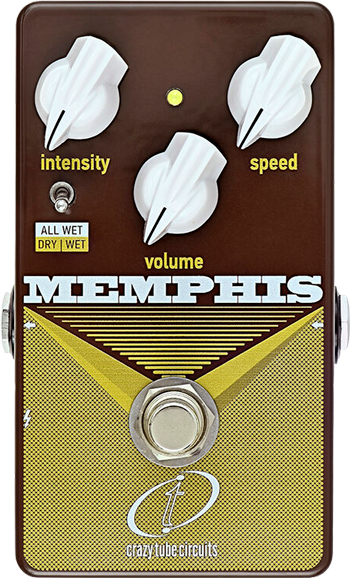 intensity speed
ALL WET
DRY | WET
volume
MEMPHIS
crazy tube circuits